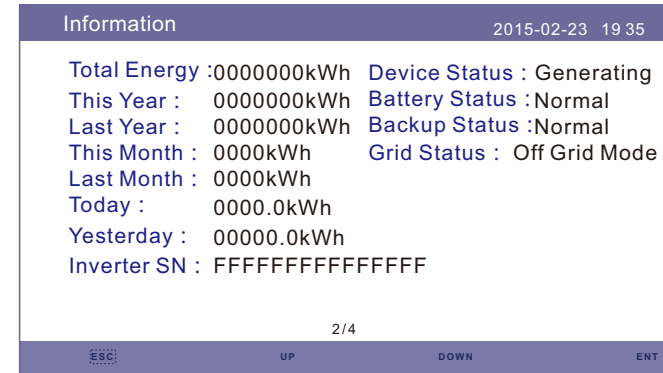 Information 2015-02-23 19 35
Total Energy : 0000000kWh Device Status : Generating
This Year : 0000000kWh Battery Status : Normal
Last Year : 0000000kWh Backup Status : Normal
This Month : 0000kWh Grid Status : Off Grid Mode
Last Month : 0000kWh
Today : 0000.0kWh
Yesterday : 00000.0kWh
Inverter SN : FFFFFFFFFFFFFFF
2/4
ESC UP DOWN ENT